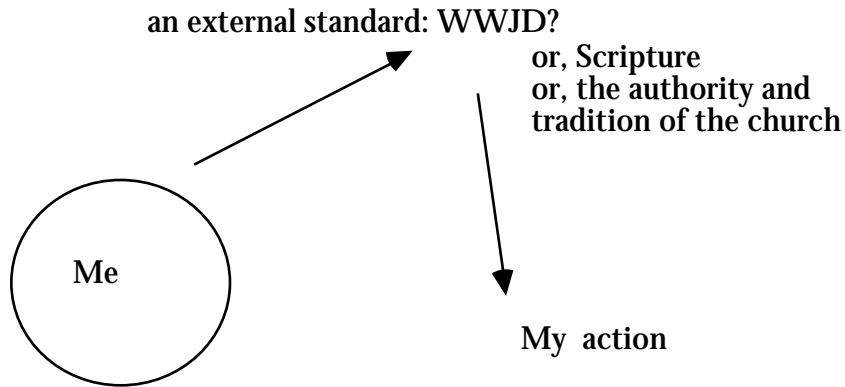 an external standard: WWJD?
or, Scripture
or, the authority and
tradition of the church
Me
My action